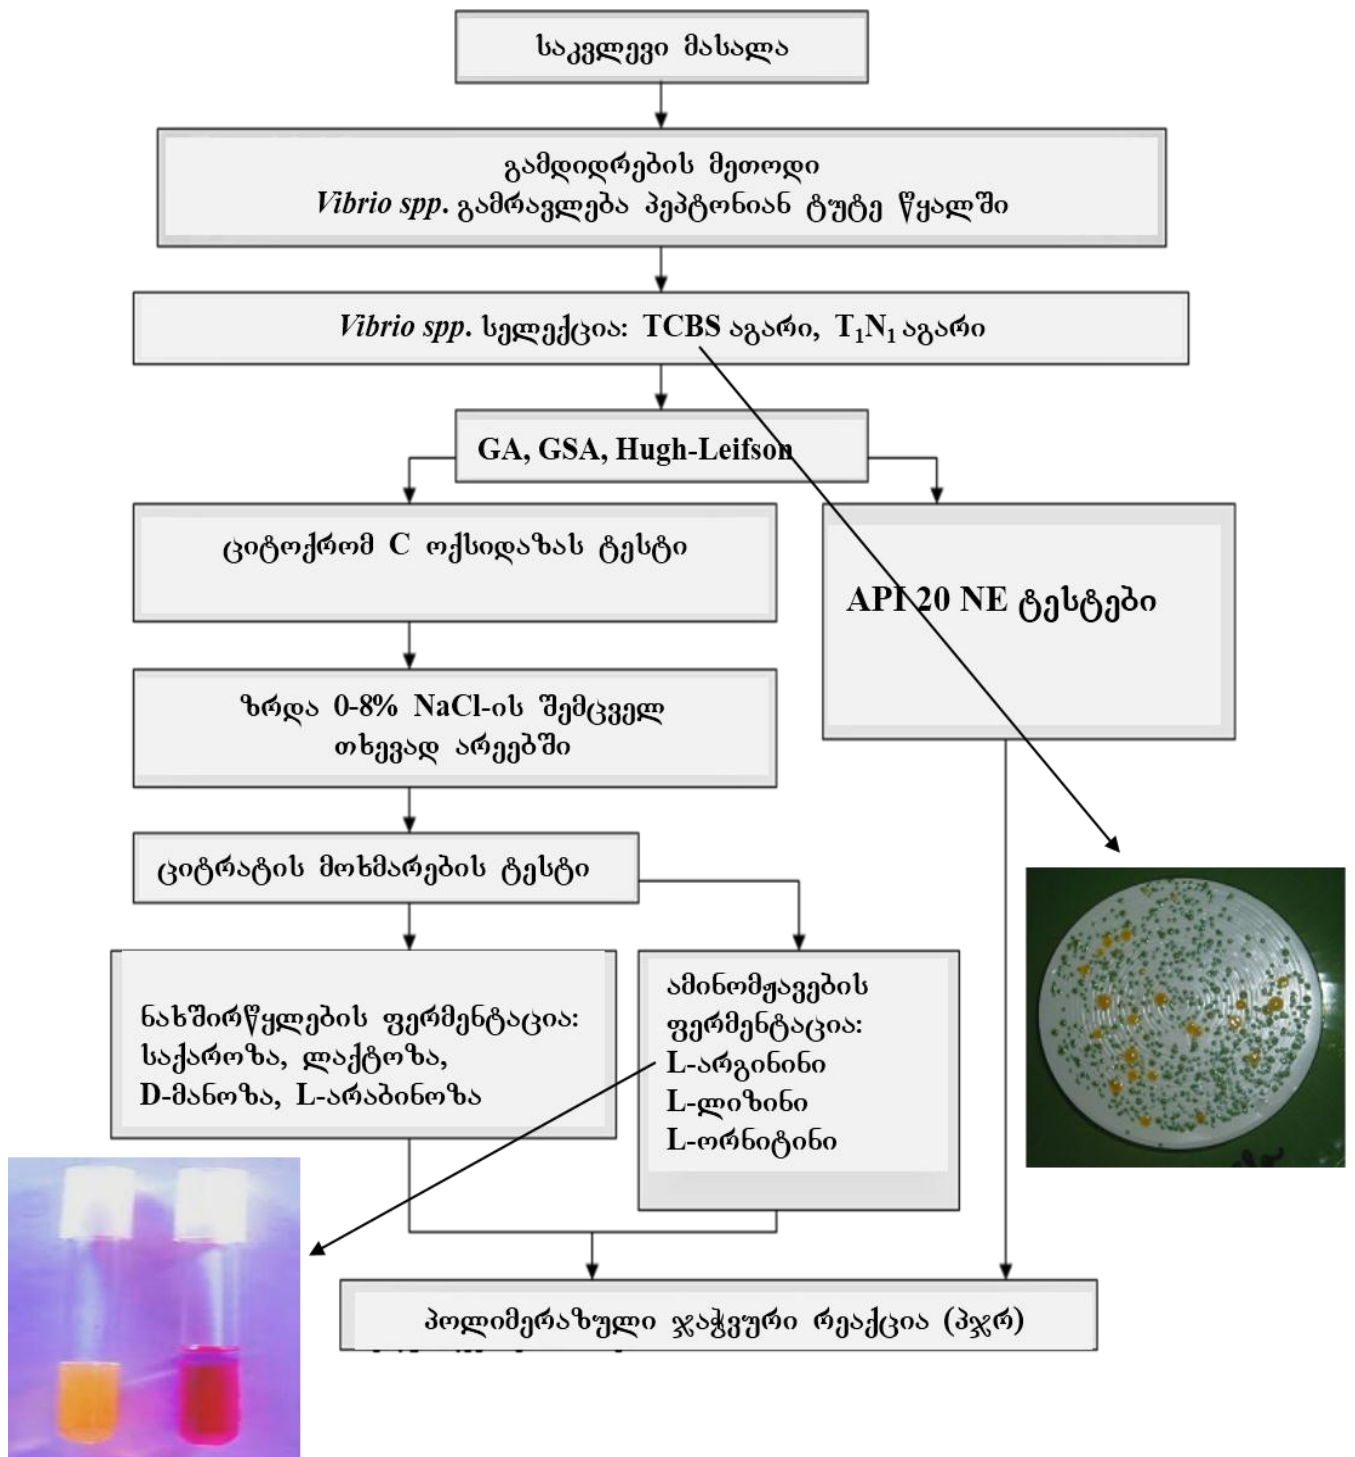 საკვლევი მასალა
გამდიდრების მეთოდი
Vibrio spp. გამრავლება პეპტონიან ტუტე წყალში
Vibrio spp. სელექცია: TCBS აგარი, T₁N₁ აგარი
GA, GSA, Hugh-Leifson
ციტოქრომ C ოქსიდაზას ტესტი
API 20 NE ტესტები
ზრდა 0-8% NaCl-ის შემცველ
თხევად არეებში
ციტრატის მოხმარების ტესტი
ნახშირწყლების ფერმენტაცია:
საქაროზა, ლაქტოზა,
D-მანოზა, L-არაბინოზა
ამინომჟავების
ფერმენტაცია:
L-არგინინი
L-ლიზინი
L-ორნიტინი
პოლიმერაზული ჯაჭვური რეაქცია (პჯრ)